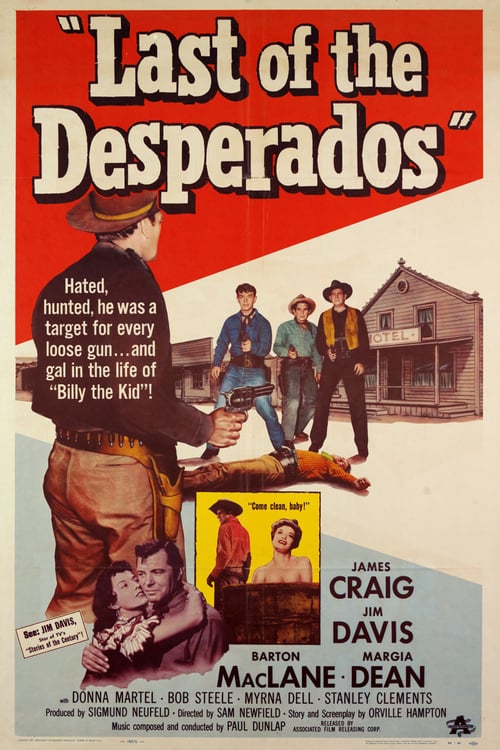 "Last of the
Desperados"
Hated,
hunted, he was a
target for every
loose gun...and
gal in the life of
"Billy the Kid"!
HOTEL
"Come clean, baby!"
JAMES
CRAIG
JIM
DAVIS
BARTON
MacLANE ·
MARGIA
DEAN
See: JIM DAVIS,
Star of TV's
"Stories of the Century"!
with DONNA MARTEL · BOB STEELE · MYRNA DELL · STANLEY CLEMENTS
Produced by SIGMUND NEUFELD · Directed by SAM NEWFIELD · Story and Screenplay by ORVILLE HAMPTON
Music composed and conducted by PAUL DUNLAP
RELEASED BY
ASSOCIATED FILM RELEASING CORP.